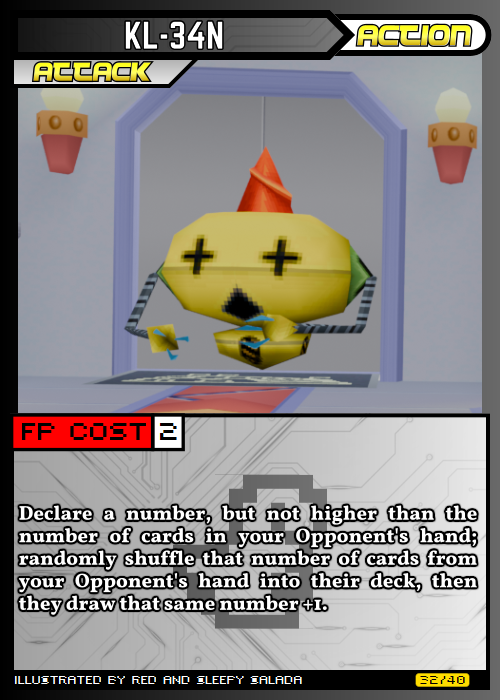 KL-34N
ACTION
ATTACK
FP COST 2
Declare a number, but not higher than the
number of cards in your Opponent's hand;
randomly shuffle that number of cards from
your Opponent's hand into their deck, then
they draw that same number +1.
ILLUSTRATED BY RED AND SLEEPY SALADA
32/40